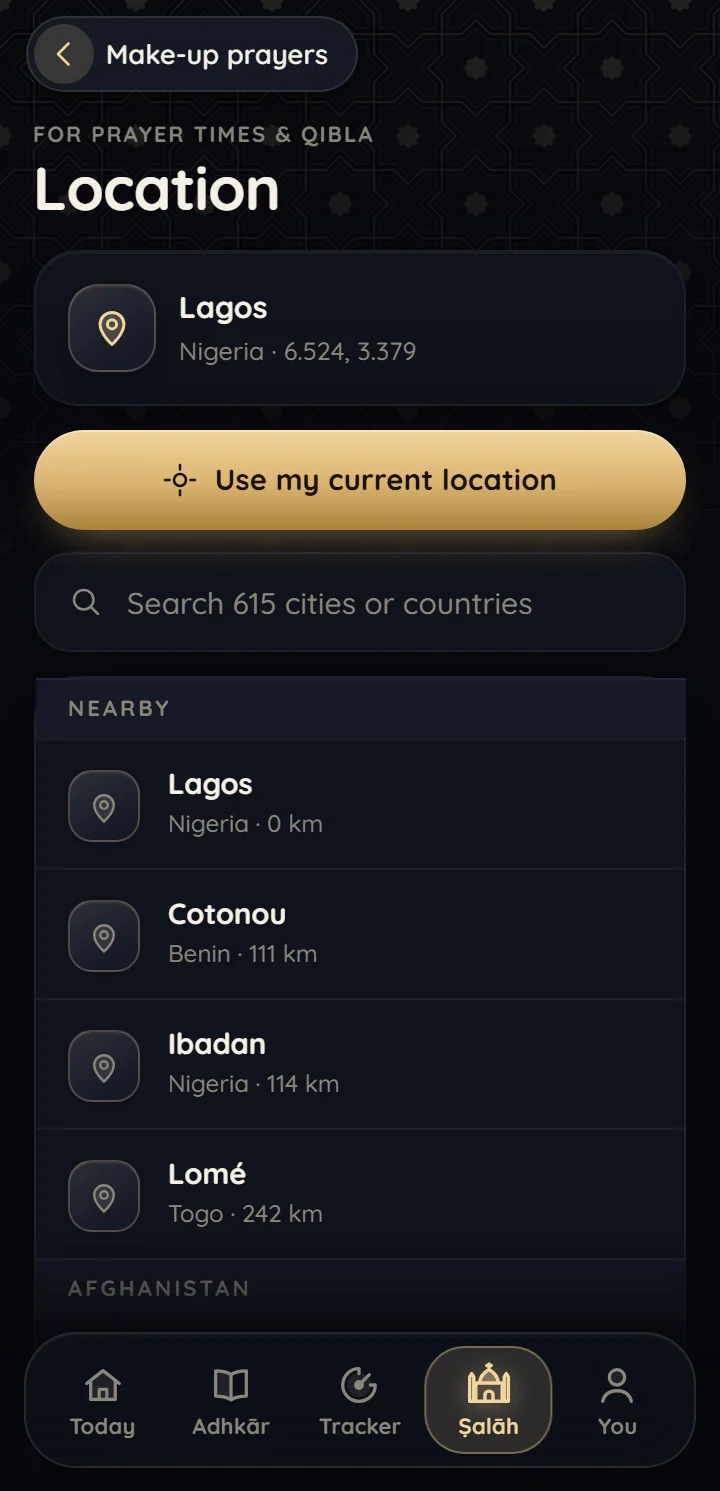 Make-up prayers
FOR PRAYER TIMES & QIBLA
Location
Lagos
Nigeria · 6.524, 3.379
Use my current location
Search 615 cities or countries
NEARBY
Lagos
Nigeria · 0 km
Cotonou
Benin · 111 km
Ibadan
Nigeria · 114 km
Lomé
Togo · 242 km
AFGHANISTAN
Today
Adhkār
Tracker
Ṣalāh
You